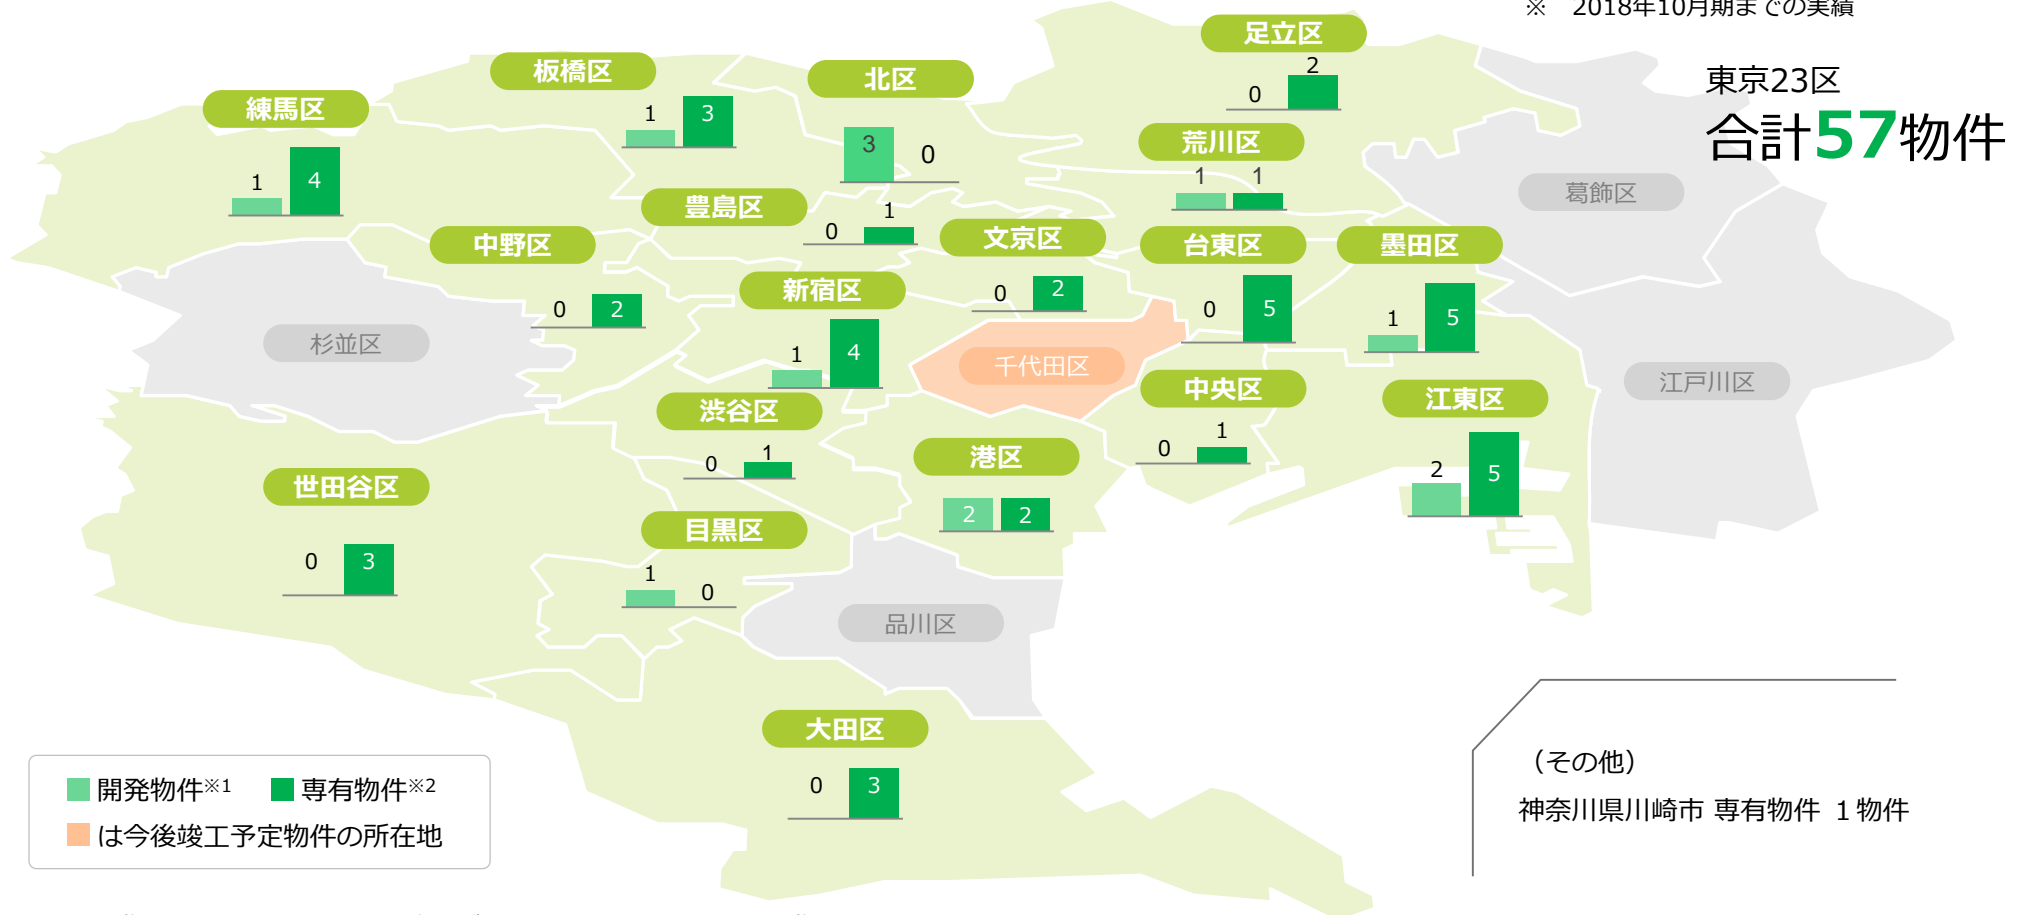 ※　2018年10月期までの実績
東京23区
合計57物件
足立区
0 2
板橋区
1 3
北区
3 0
練馬区
1 4
荒川区
1 1
葛飾区
豊島区
0 1
中野区
0 2
文京区
0 2
台東区
0 5
墨田区
1 5
新宿区
1 4
杉並区
千代田区
江戸川区
渋谷区
0 1
中央区
0 1
江東区
2 5
港区
2 2
世田谷区
0 3
目黒区
1 0
品川区
大田区
0 3
開発物件※1 専有物件※2
は今後竣工予定物件の所在地
（その他）
神奈川県川崎市 専有物件 １物件